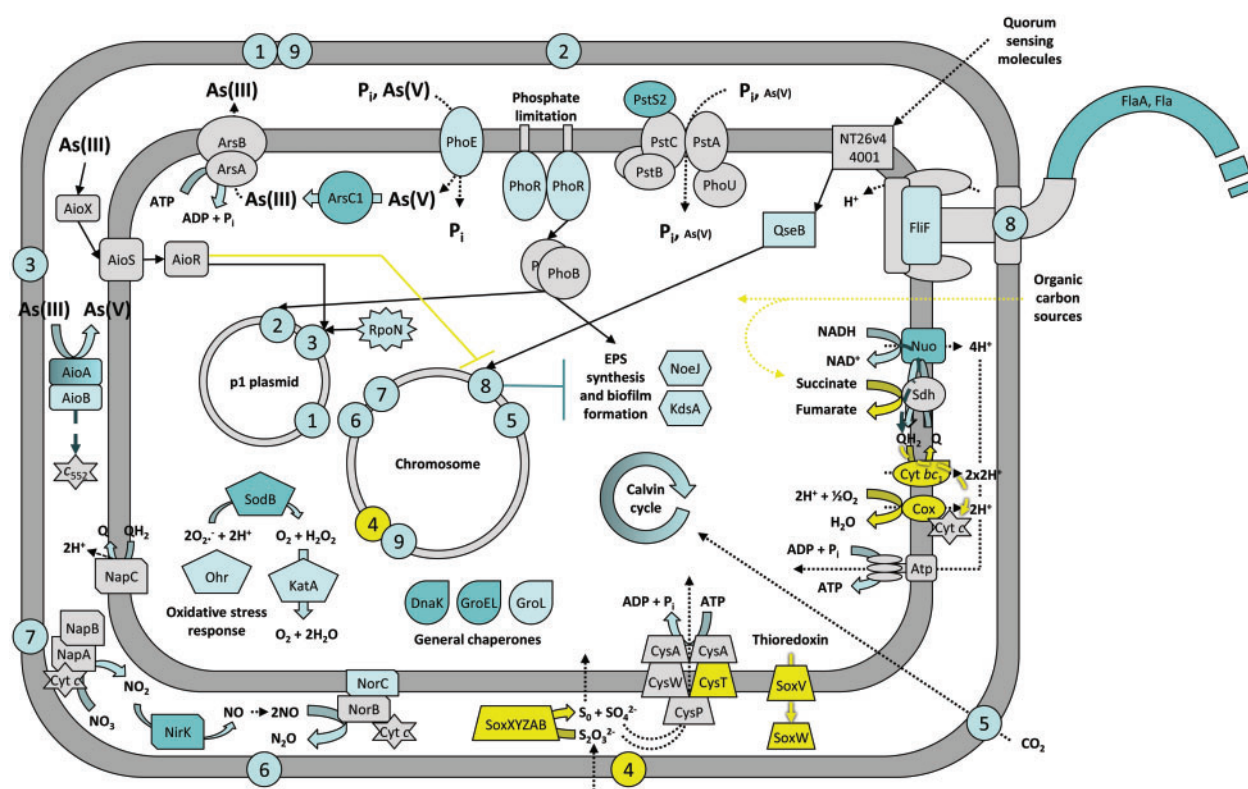 1
9
2
Quorum
sensing
molecules
As(III)
Pi, As(V)
Phosphate
limitation
PstS2
Pi, As(V)
FlaA, Fla
As(III)
ArsB
ArsA
PhoE
PstC
PstA
NT26v4
4001
PstB
PhoU
ATP
ADP + Pi
As(III)
ArsC1
As(V)
PhoR
PhoR
H⁺
AioX
Pi
Pi, As(V)
QseB
FliF
8
3
AioS
AioR
PhoB
Organic
carbon
sources
As(III)
As(V)
2
3
RpoN
NADH
NAD⁺
Nuo
4H⁺
AioA
AioB
p1 plasmid
1
EPS
synthesis
and biofilm
formation
NoeJ
KdsA
Succinate
Fumarate
Sdh
7
8
6
5
QH₂
Q
c₅₅₂
Chromosome
Cyt bc₁
2x2H⁺
SodB
Calvin
cycle
2H⁺ + ½O₂
H₂O
Cox
2H⁺
Cyt c
4
9
2O₂·⁻ + 2H⁺
O₂ + H₂O₂
Q
QH₂
2H⁺
NapC
Ohr
KatA
ADP + Pi
ATP
Atp
Oxidative stress
response
O₂ + 2H₂O
DnaK
GroEL
GroL
General chaperones
ADP + Pi
ATP
Thioredoxin
7
NapB
NapA
Cyt c
CysA
CysA
CysW
CysT
CysP
SoxV
SoxW
NO₂
NO₃
NirK
NO
2NO
N₂O
NorC
NorB
Cyt c
SoxXYZAB
S₀ + SO₄²⁻
S₂O₃²⁻
5
CO₂
6
4